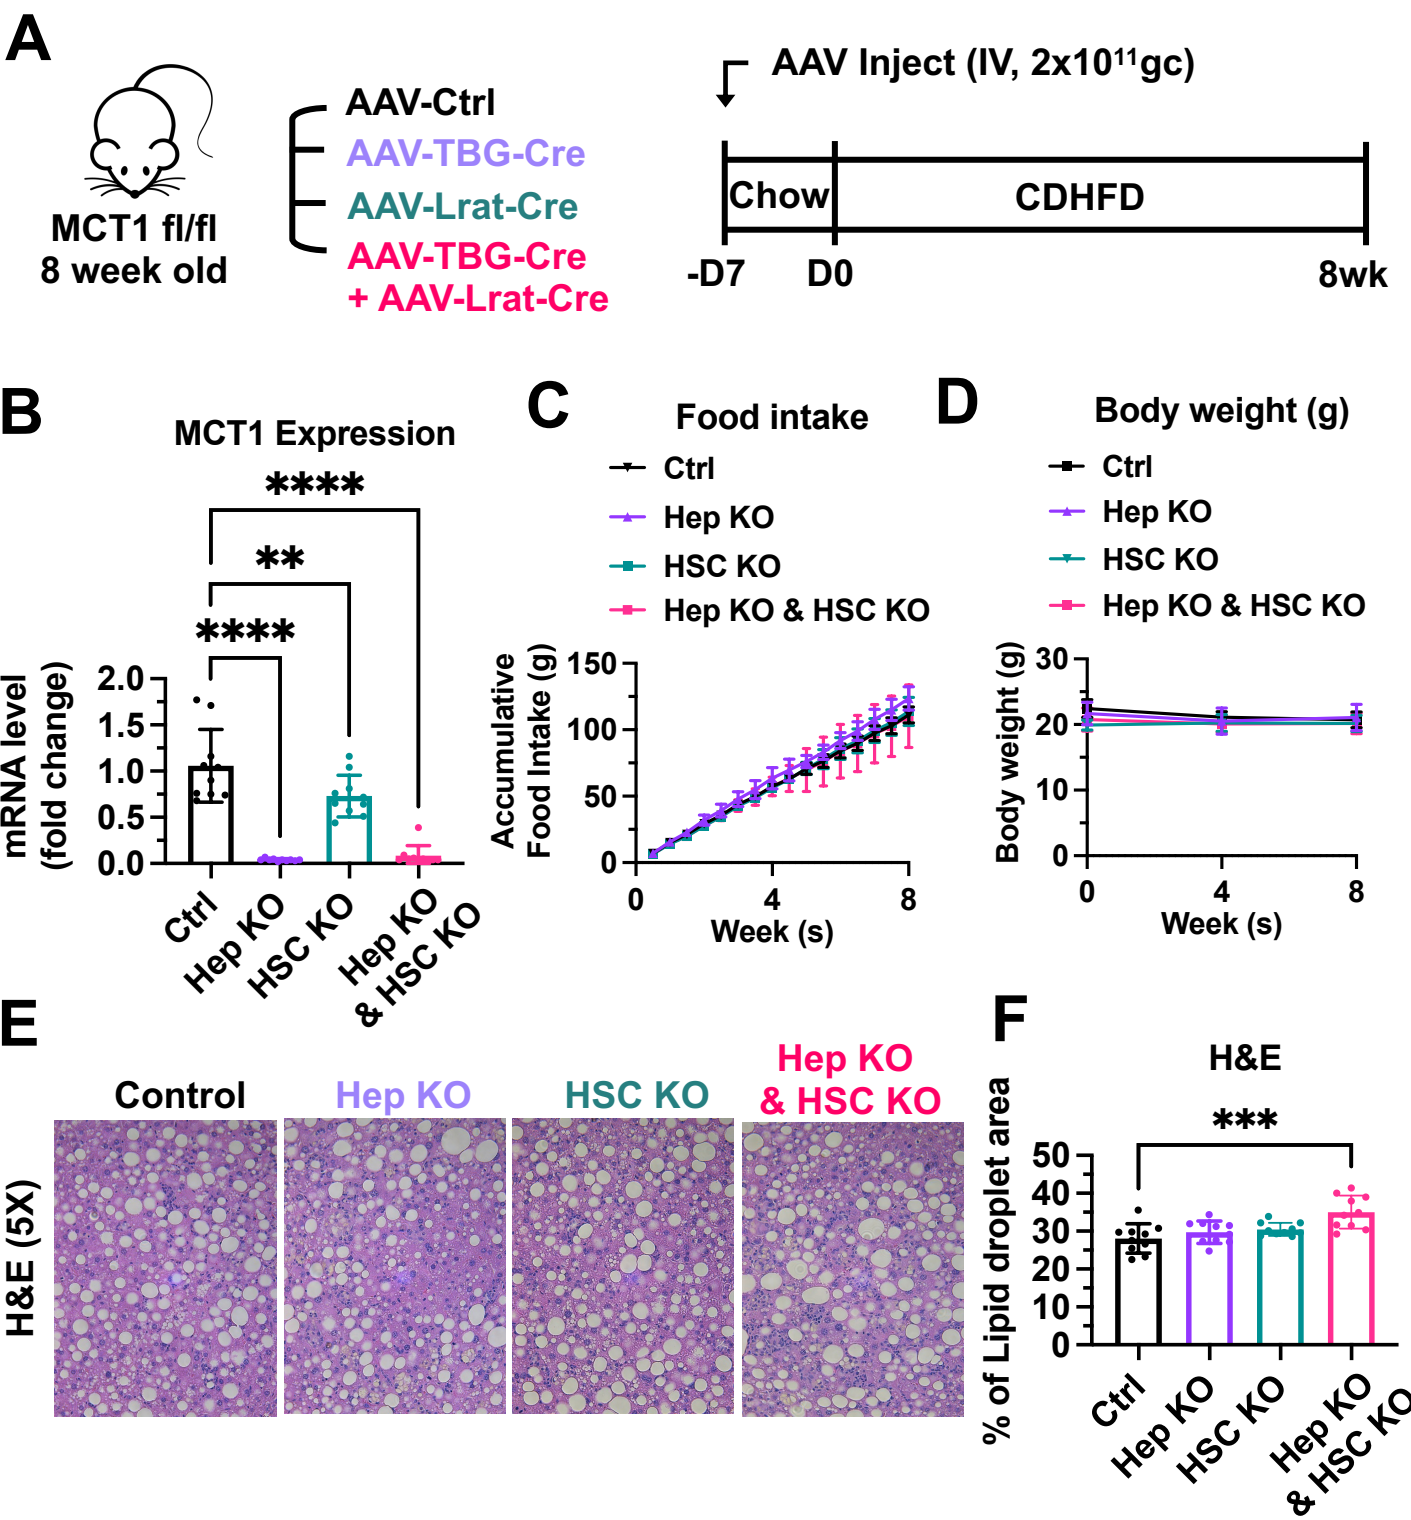 A
MCT1 fl/fl
8 week old
AAV-Ctrl
AAV-TBG-Cre
AAV-Lrat-Cre
AAV-TBG-Cre
+ AAV-Lrat-Cre
AAV Inject (IV, 2x10¹¹gc)
Chow
CDHFD
-D7
D0
8wk
B
MCT1 Expression
****
**
****
mRNA level
(fold change)
2.0
1.5
1.0
0.5
0.0
Ctrl
Hep KO
HSC KO
Hep KO
& HSC KO
C
Food intake
Ctrl
Hep KO
HSC KO
Hep KO & HSC KO
Accumulative
Food Intake (g)
150
100
50
0
0
4
8
Week (s)
D
Body weight (g)
Ctrl
Hep KO
HSC KO
Hep KO & HSC KO
Body weight (g)
30
20
10
0
0
4
8
Week (s)
E
Control
Hep KO
HSC KO
Hep KO
& HSC KO
H&E (5X)
F
H&E
***
% of Lipid droplet area
50
40
30
20
10
0
Ctrl
Hep KO
HSC KO
Hep KO
& HSC KO